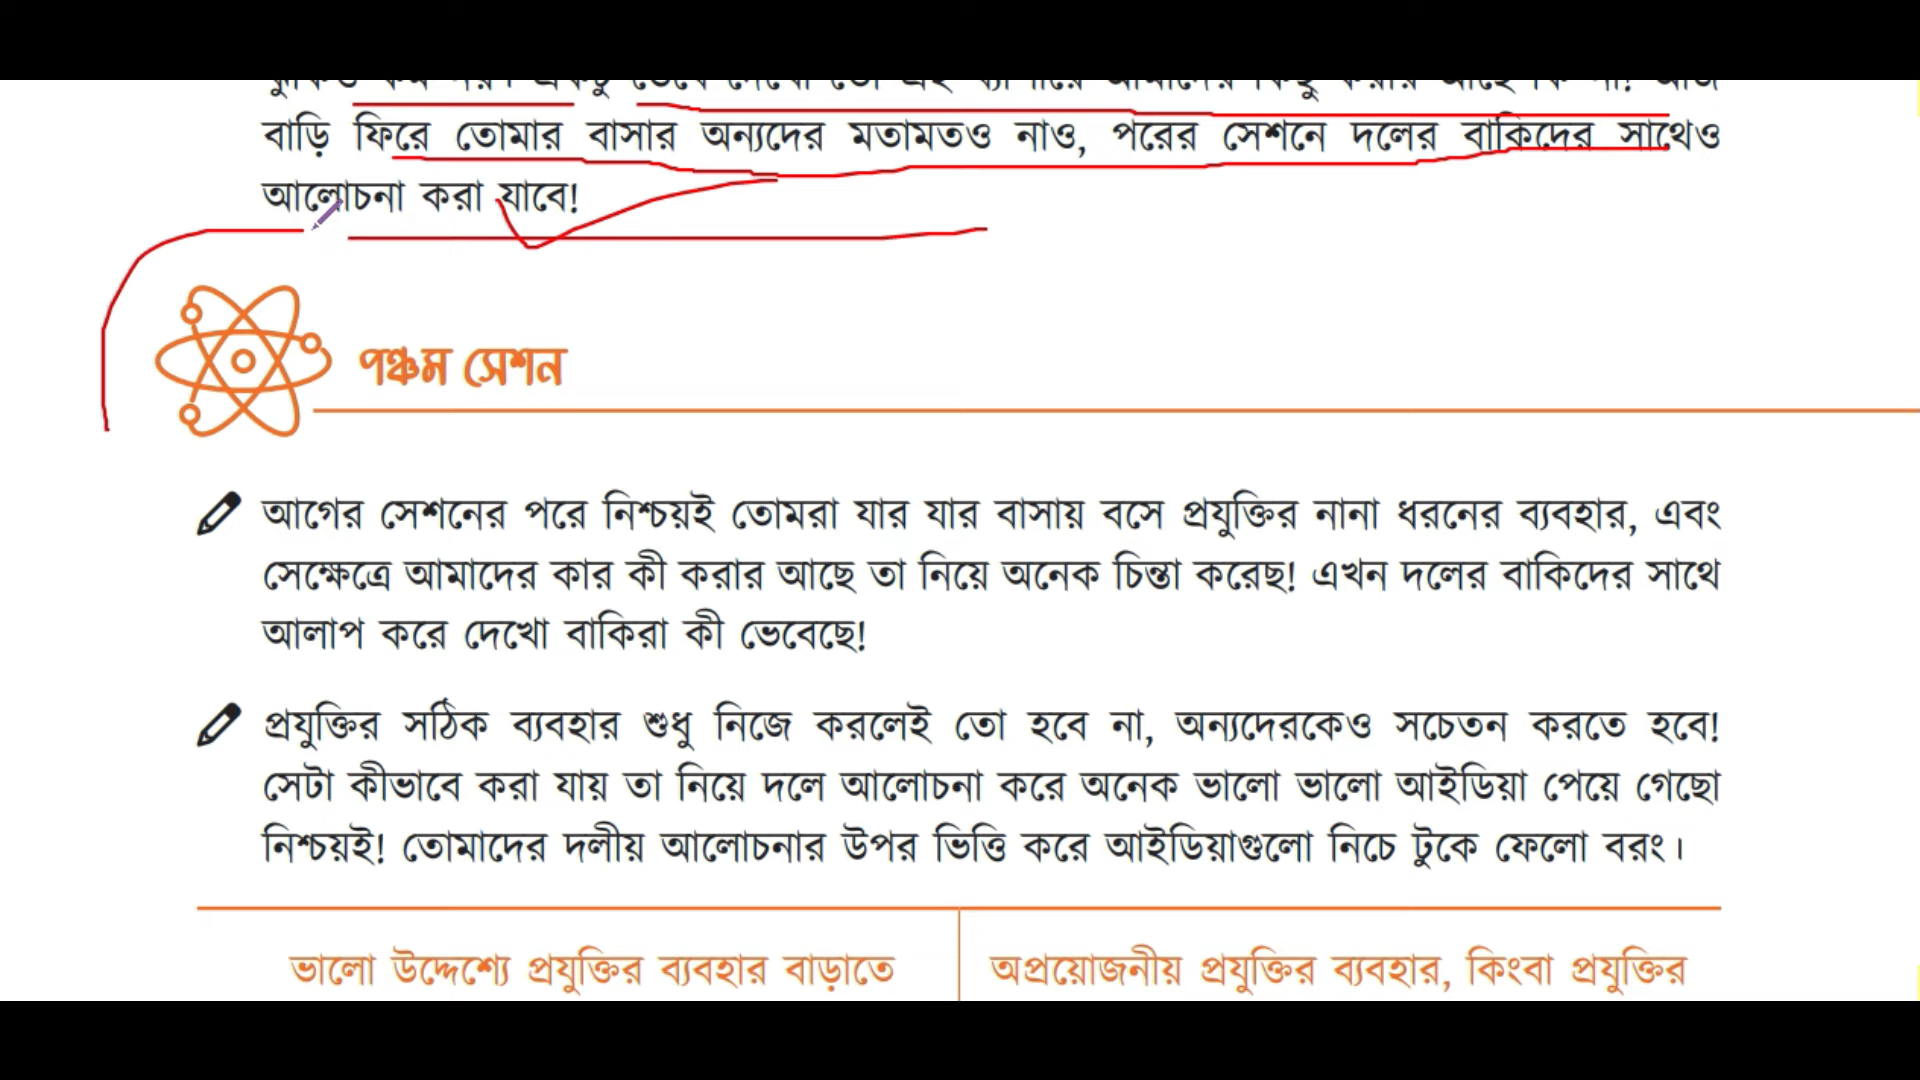 বাড়ি ফিরে তোমার বাসার অন্যদের মতামতও নাও, পরের সেশনে দলের বাকিদের সাথেও
আলোচনা করা যাবে!
পঞ্চম সেশন
আগের সেশনের পরে নিশ্চয়ই তোমরা যার যার বাসায় বসে প্রযুক্তির নানা ধরনের ব্যবহার, এবং
সেক্ষেত্রে আমাদের কার কী করার আছে তা নিয়ে অনেক চিন্তা করেছ! এখন দলের বাকিদের সাথে
আলাপ করে দেখো বাকিরা কী ভেবেছে!
প্রযুক্তির সঠিক ব্যবহার শুধু নিজে করলেই তো হবে না, অন্যদেরকেও সচেতন করতে হবে!
সেটা কীভাবে করা যায় তা নিয়ে দলে আলোচনা করে অনেক ভালো ভালো আইডিয়া পেয়ে গেছো
নিশ্চয়ই! তোমাদের দলীয় আলোচনার উপর ভিত্তি করে আইডিয়াগুলো নিচে টুকে ফেলো বরং।
ভালো উদ্দেশ্যে প্রযুক্তির ব্যবহার বাড়াতে
অপ্রয়োজনীয় প্রযুক্তির ব্যবহার, কিংবা প্রযুক্তির